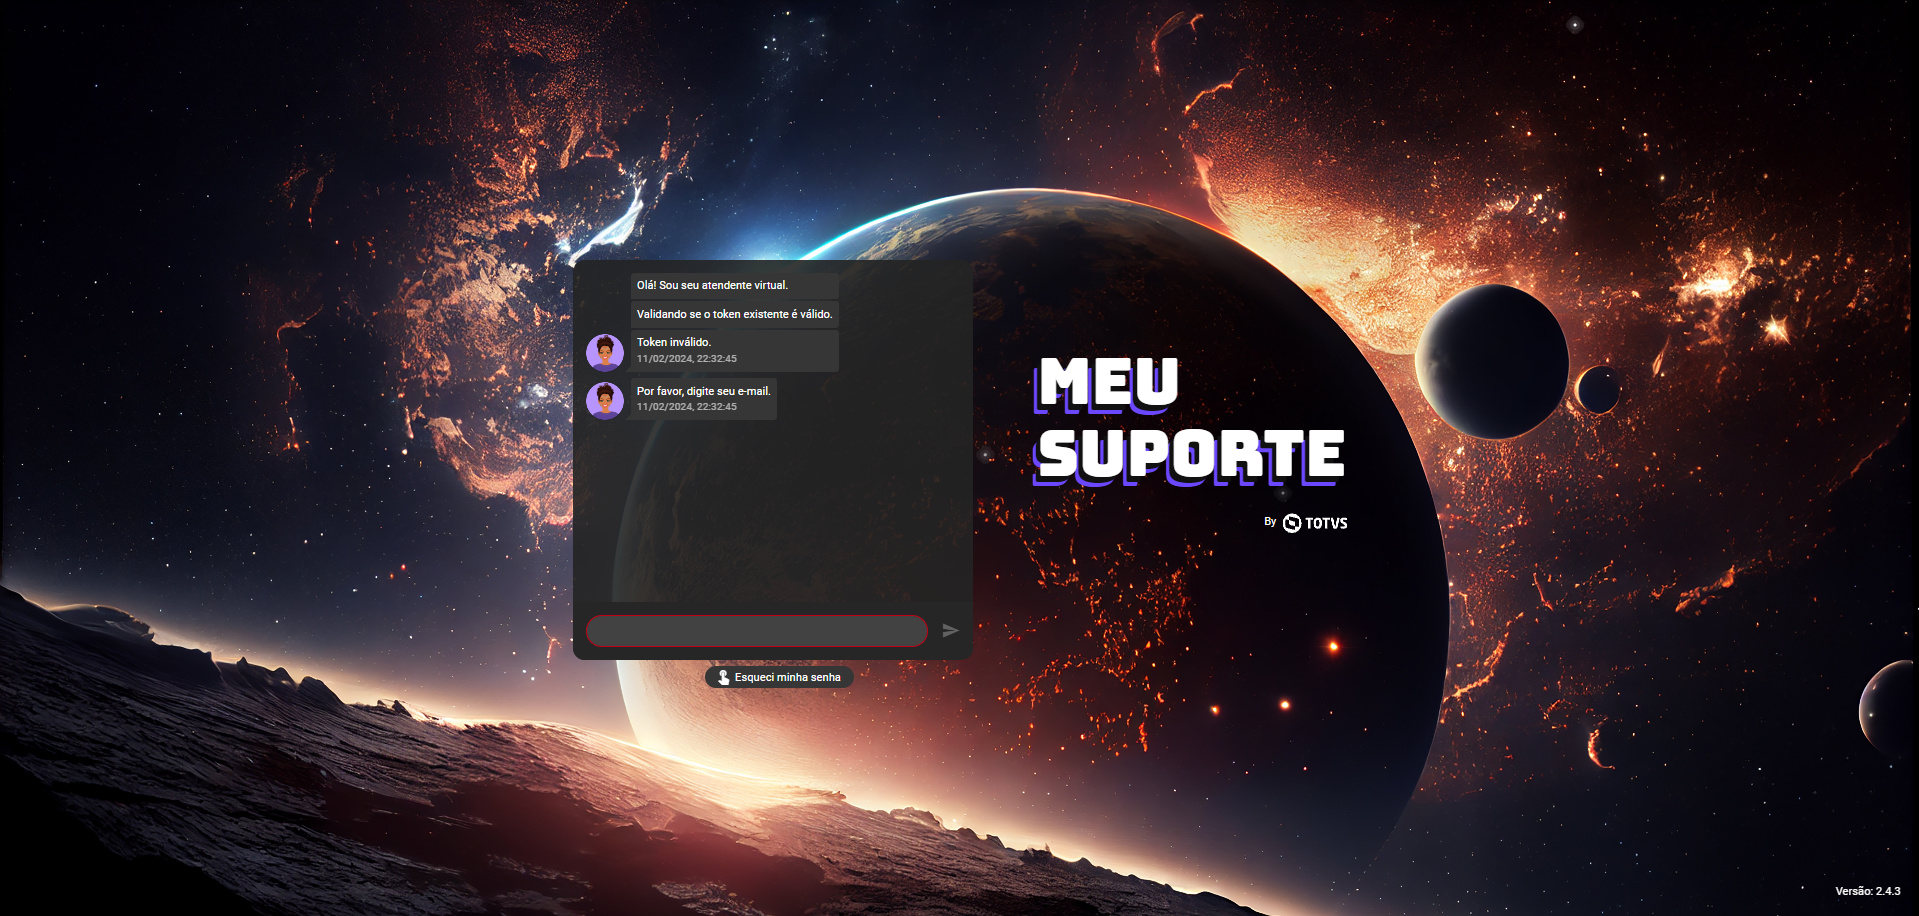 Olá! Sou seu atendente virtual.
Validando se o token existente é válido.
Token inválido.
11/02/2024, 22:32:45
Por favor, digite seu e-mail.
11/02/2024, 22:32:45
Esqueci minha senha
MEU
SUPORTE
By TOTVS
Versão: 2.4.3